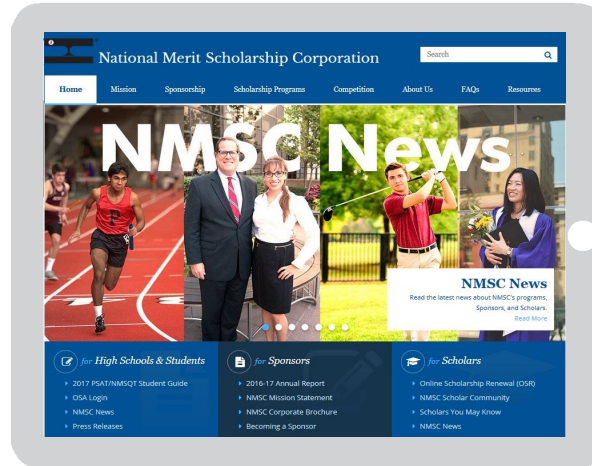 National Merit Scholarship Corporation
Search
Home Mission Sponsorship Scholarship Programs Competition About Us FAQs Resources
NMSC News
P
NMSC News
Read the latest news about NMSC's programs,
Sponsors, and Scholars.
Read More
for High Schools & Students
2017 PSAT/NMSQT Student Guide
OSA Login
NMSC News
Press Releases
for Sponsors
2016-17 Annual Report
NMSC Mission Statement
NMSC Corporate Brochure
Becoming a Sponsor
for Scholars
Online Scholarship Renewal (OSR)
NMSC Scholar Community
Scholars You May Know
NMSC News